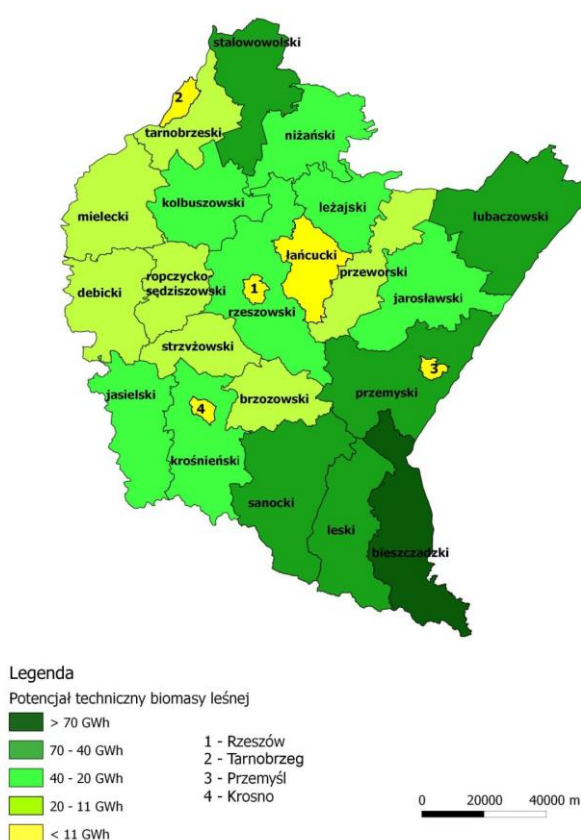 stalowowolski
2
tarnobrzeski
niżański
kolbuszowski
leżajski
mielecki
lubaczowski
łańcucki
ropczycko-
sędziszowski
przeworski
debicki
1
jarosławski
rzeszowski
strzvżowski
3
jasielski
brzozowski
przemyski
4
krośnieński
sanocki
leski
bieszczadzki
Legenda
Potencjał techniczny biomasy leśnej
> 70 GWh
70 - 40 GWh
40 - 20 GWh
20 - 11 GWh
< 11 GWh
1 - Rzeszów
2 - Tarnobrzeg
3 - Przemyśl
4 - Krosno
0 20000 40000 m